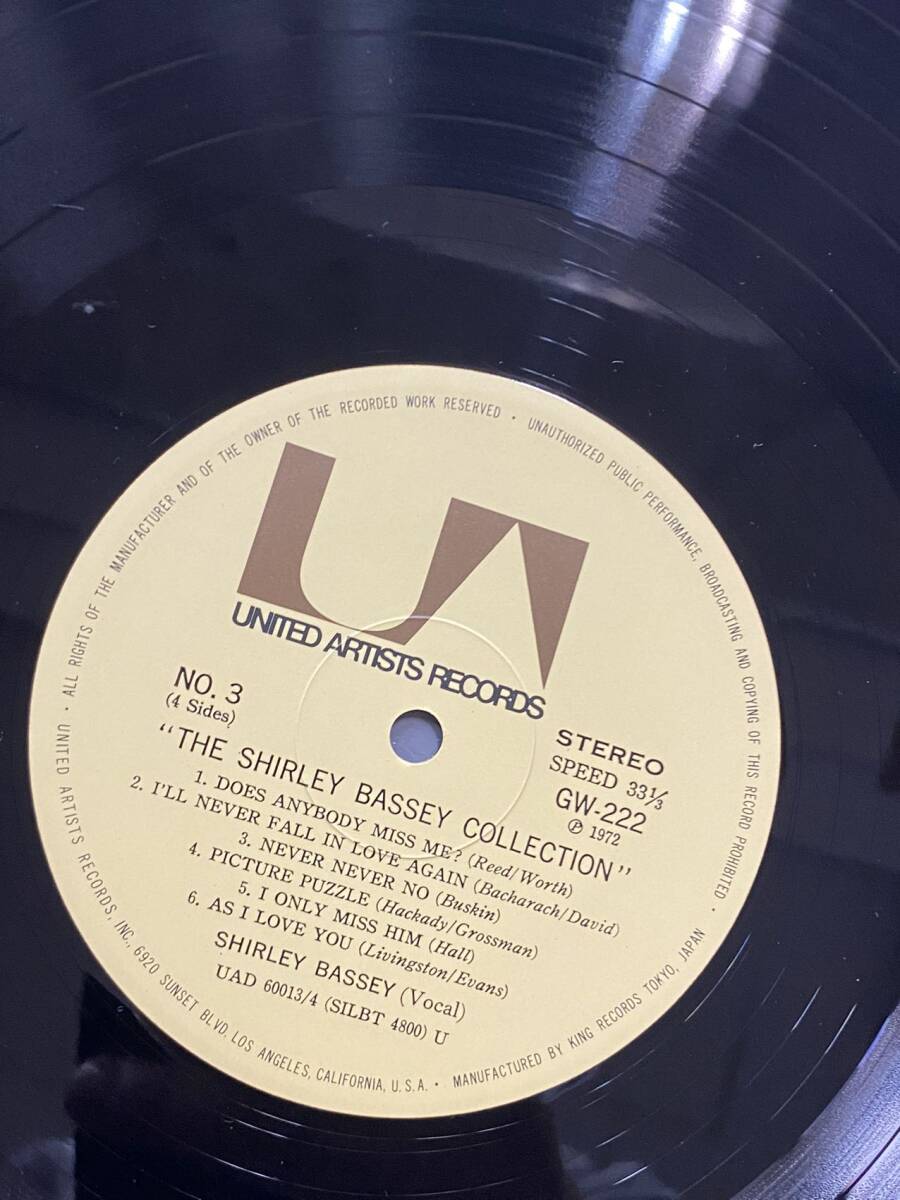 · ALL RIGHTS OF THE MANUFACTURER AND OF THE OWNER OF THE RECORDED WORK RESERVED · UNAUTHORIZED PUBLIC PERFORMANCE, BROADCASTING AND COPYING OF THIS RECORD PROHIBITED ·
UA
UNITED ARTISTS RECORDS
NO. 3
(4 Sides)
STEREO
SPEED 33⅓
GW-222
℗ 1972
"THE SHIRLEY BASSEY COLLECTION"
1. DOES ANYBODY MISS ME? (Reed/Worth)
2. I'LL NEVER FALL IN LOVE AGAIN (Bacharach/David)
3. NEVER NEVER NO (Buskin)
4. PICTURE PUZZLE (Hackady/Grossman)
5. I ONLY MISS HIM (Hall)
6. AS I LOVE YOU (Livingston/Evans)
SHIRLEY BASSEY (Vocal)
UAD 60013/4 (SILBT 4800) U
UNITED ARTISTS RECORDS, INC., 6920 SUNSET BLVD. LOS ANGELES, CALIFORNIA, U.S.A. · MANUFACTURED BY KING RECORDS TOKYO, JAPAN